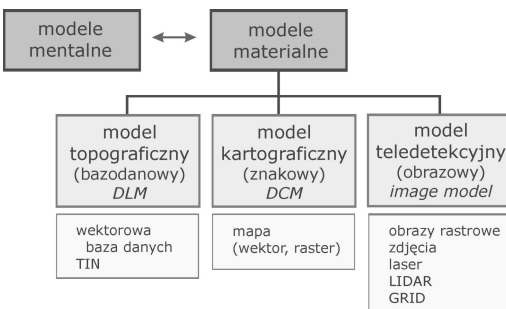 modele
mentalne
modele
materialne
model
topograficzny
(bazodanowy)
DLM
model
kartograficzny
(znakowy)
DCM
model
teledetekcyjny
(obrazowy)
image model
wektorowa
baza danych
TIN
mapa
(wektor, raster)
obrazy rastrowe
zdjęcia
laser
LIDAR
GRID